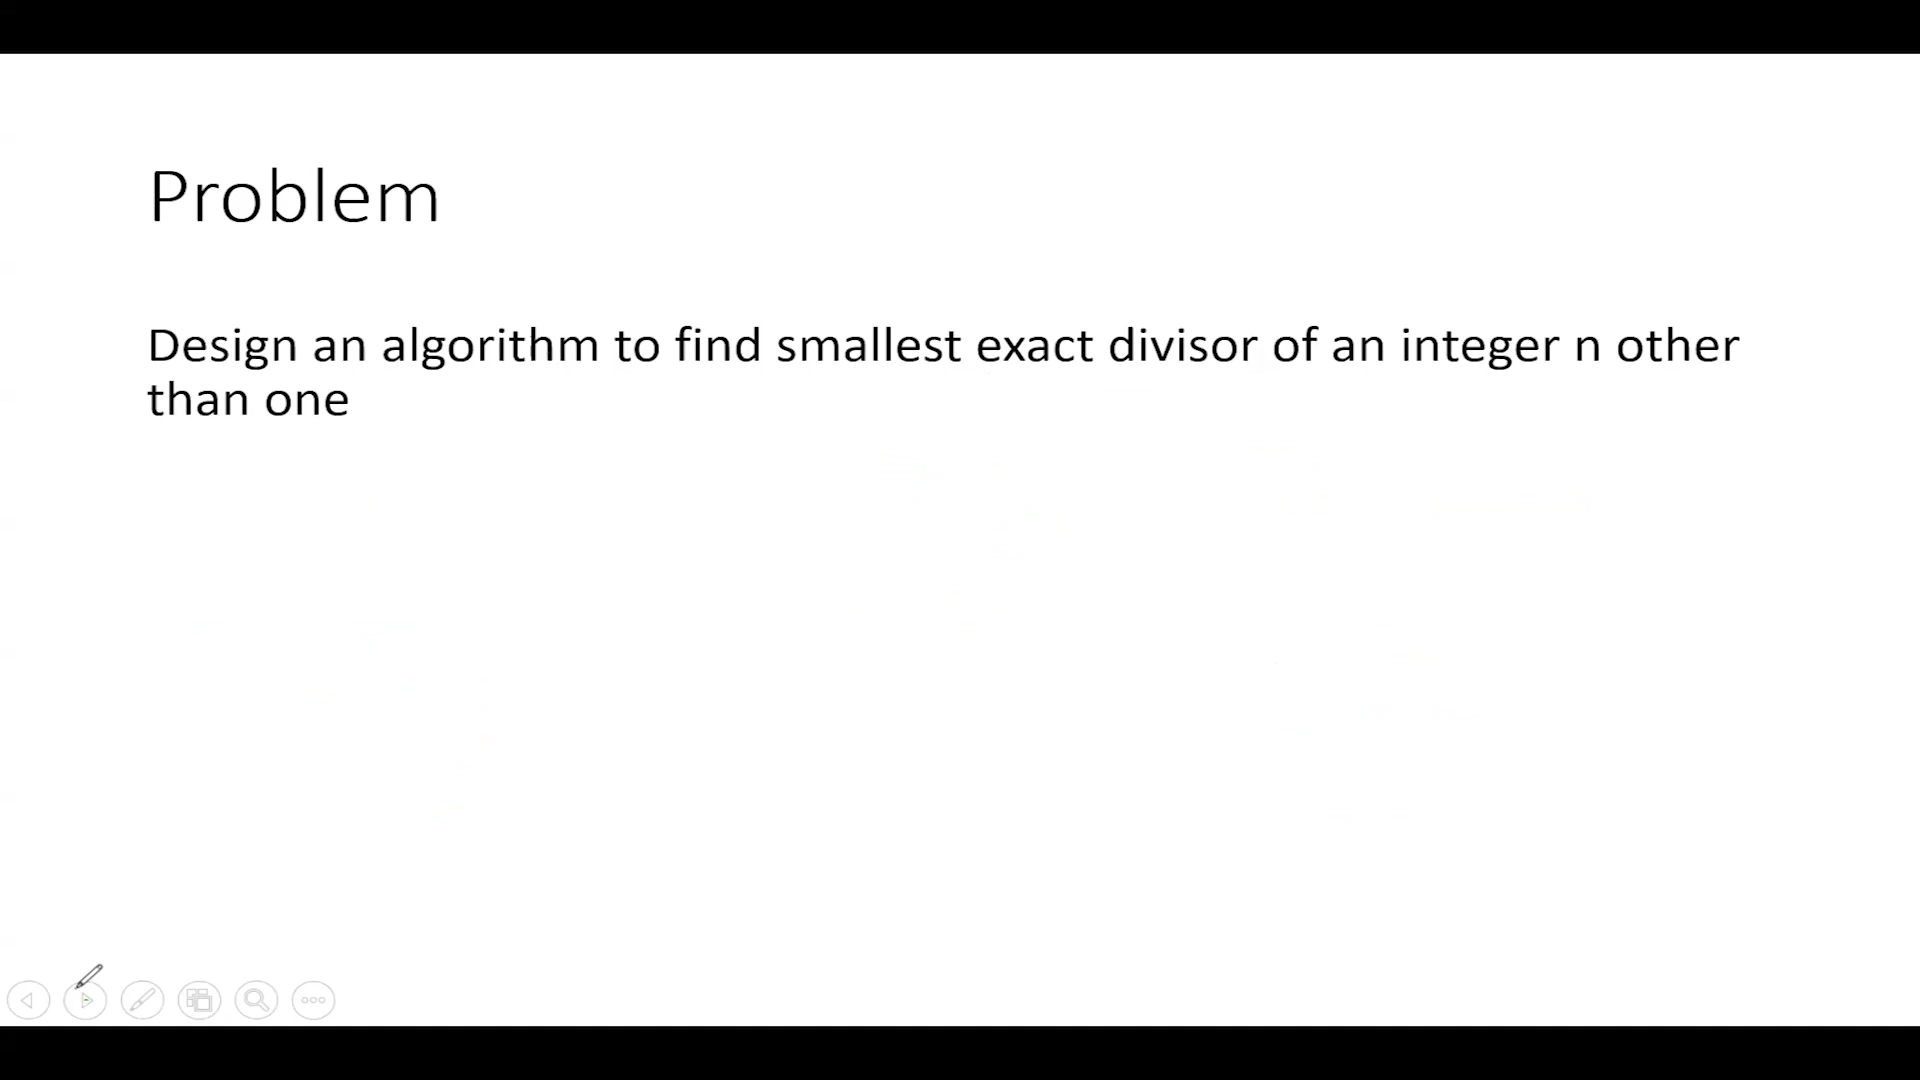 Problem
Design an algorithm to find smallest exact divisor of an integer n other
than one